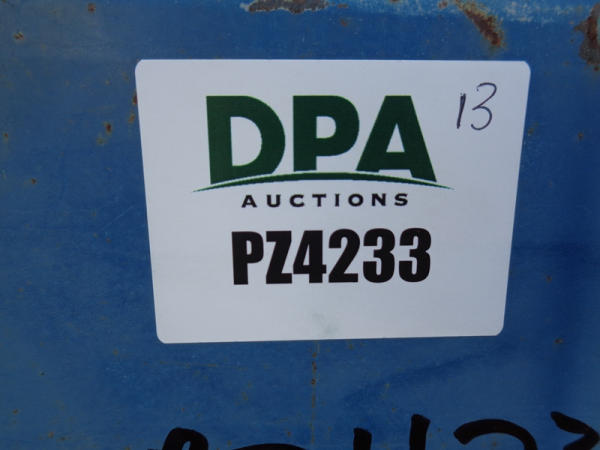 DPA
13
AUCTIONS
PZ4233